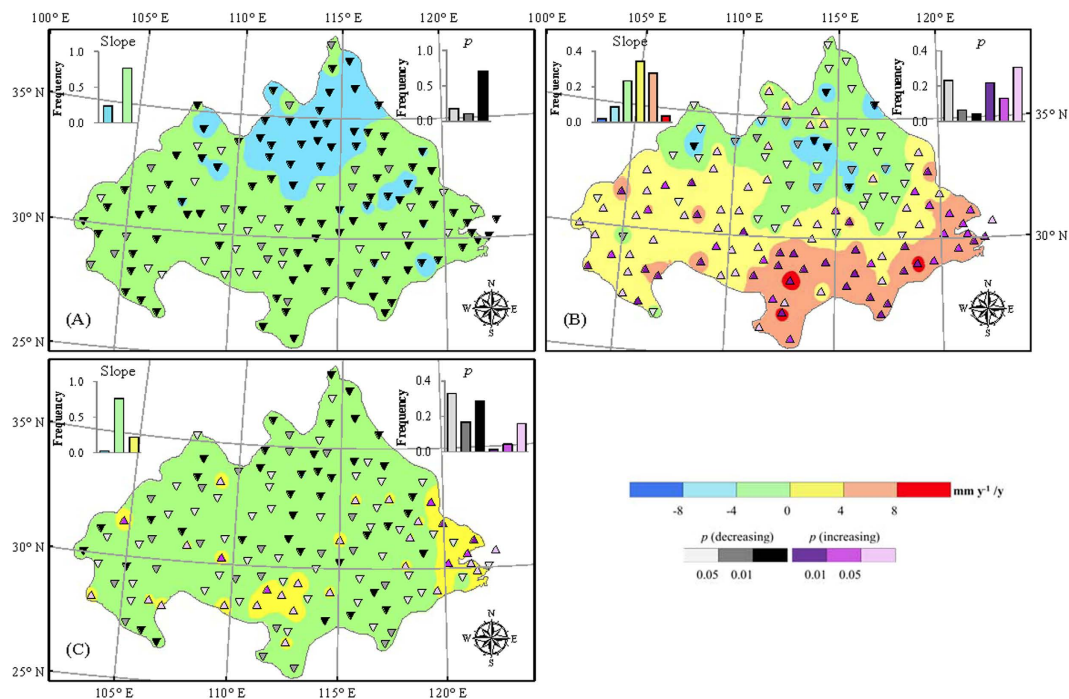 100° E 105° E 110° E 115° E 120° E
105° E 110° E 115° E 120° E
Slope
p
1.0
0.5
0.0
Frequency
1.0
0.5
0.0
35° N
30° N
25° N
(A)
N
W E
S
Slope
p
0.4
0.2
0.0
Frequency
0.4
0.2
0.0
35° N
30° N
(B)
N
W E
S
Slope
p
1.0
0.5
0.0
Frequency
0.4
0.2
0.0
35° N
30° N
25° N
(C)
N
W E
S
105° E 110° E 115° E 120° E
mm y⁻¹ /y
-8 -4 0 4 8
p (decreasing) p (increasing)
0.05 0.01 0.01 0.05